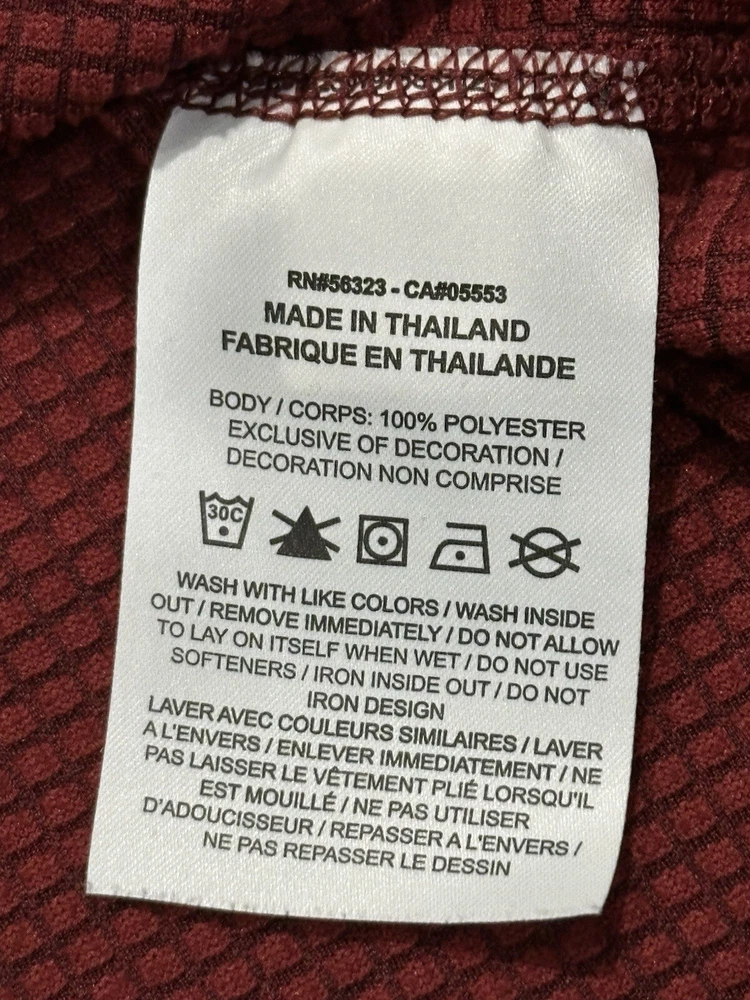 RN#56323 - CA#05553
MADE IN THAILAND
FABRIQUE EN THAILANDE
BODY / CORPS: 100% POLYESTER
EXCLUSIVE OF DECORATION /
DECORATION NON COMPRISE
30C
WASH WITH LIKE COLORS / WASH INSIDE
OUT / REMOVE IMMEDIATELY / DO NOT ALLOW
TO LAY ON ITSELF WHEN WET / DO NOT USE
SOFTENERS / IRON INSIDE OUT / DO NOT
IRON DESIGN
LAVER AVEC COULEURS SIMILAIRES / LAVER
A L'ENVERS / ENLEVER IMMEDIATEMENT / NE
PAS LAISSER LE VÊTEMENT PLIÉ LORSQU'IL
EST MOUILLÉ / NE PAS UTILISER
D'ADOUCISSEUR / REPASSER A L'ENVERS /
NE PAS REPASSER LE DESSIN